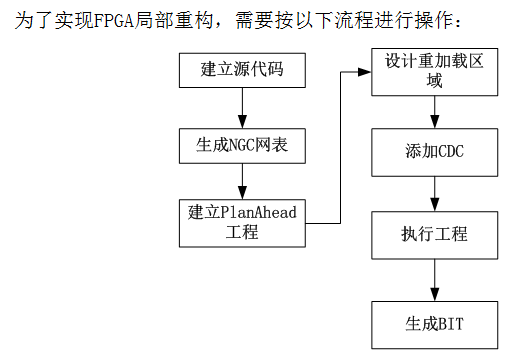 为了实现FPGA局部重构，需要按以下流程进行操作：
建立源代码
生成NGC网表
建立PlanAhead
工程
设计重加载区
域
添加CDC
执行工程
生成BIT